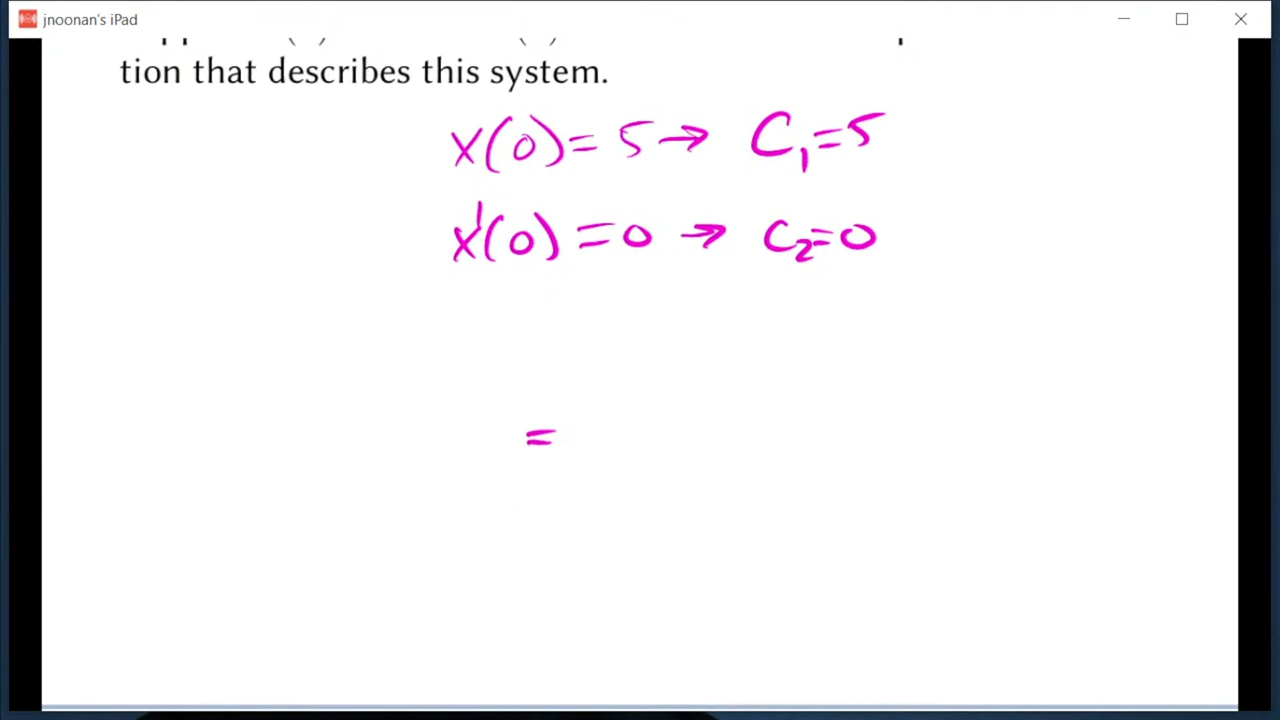 jnoonan's iPad
tion that describes this system.
x(0) = 5 → C₁ = 5
x'(0) = 0 → C₂ = 0
=